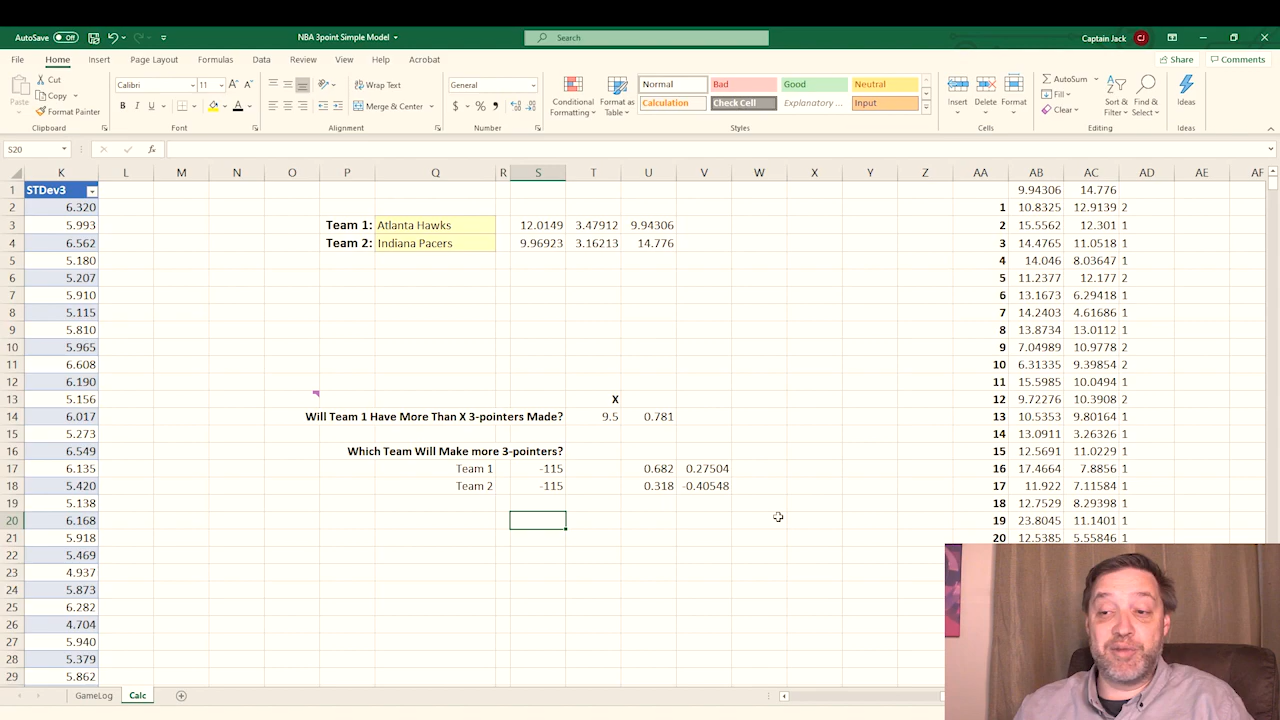 AutoSave Off NBA 3point Simple Model Search Captain Jack
File Home Insert Page Layout Formulas Data Review View Help Acrobat Share Comments
Paste Cut Copy Format Painter Calibri 11 Wrap Text Merge & Center General Conditional Formatting Format as Table Normal Bad Good Neutral Calculation Check Cell Explanatory ... Input Insert Delete Format AutoSum Fill Clear Sort & Filter Find & Select Ideas
Clipboard Font Alignment Number Styles Cells Editing Ideas
S20 fx
K L M N O P Q R S T U V W X Y Z AA AB AC AD AE AF
1 STDev3 9.94306 14.776
2 6.320 1 10.8325 12.9139 2
3 5.993 Team 1: Atlanta Hawks 12.0149 3.47912 9.94306 2 15.5562 12.301 1
4 6.562 Team 2: Indiana Pacers 9.96923 3.16213 14.776 3 14.4765 11.0518 1
5 5.180 4 14.046 8.03647 1
6 5.207 5 11.2377 12.177 2
7 5.910 6 13.1673 6.29418 1
8 5.115 7 14.2403 4.61686 1
9 5.810 8 13.8734 13.0112 1
10 5.965 9 7.04989 10.9778 2
11 6.608 10 6.31335 9.39854 2
12 6.190 11 15.5985 10.0494 1
13 5.156 X 12 9.72276 10.3908 2
14 6.017 Will Team 1 Have More Than X 3-pointers Made? 9.5 0.781 13 10.5353 9.80164 1
15 5.273 14 13.0911 3.26326 1
16 6.549 Which Team Will Make more 3-pointers? 15 12.5691 11.0229 1
17 6.135 Team 1 -115 0.682 0.27504 16 17.4664 7.8856 1
18 5.420 Team 2 -115 0.318 -0.40548 17 11.922 7.11584 1
19 5.138 18 12.7529 8.29398 1
20 6.168 19 23.8045 11.1401 1
21 5.918 20 12.5385 5.55846 1
22 5.469
23 4.937
24 5.873
25 6.282
26 4.704
27 5.940
28 5.379
29 5.862
GameLog Calc